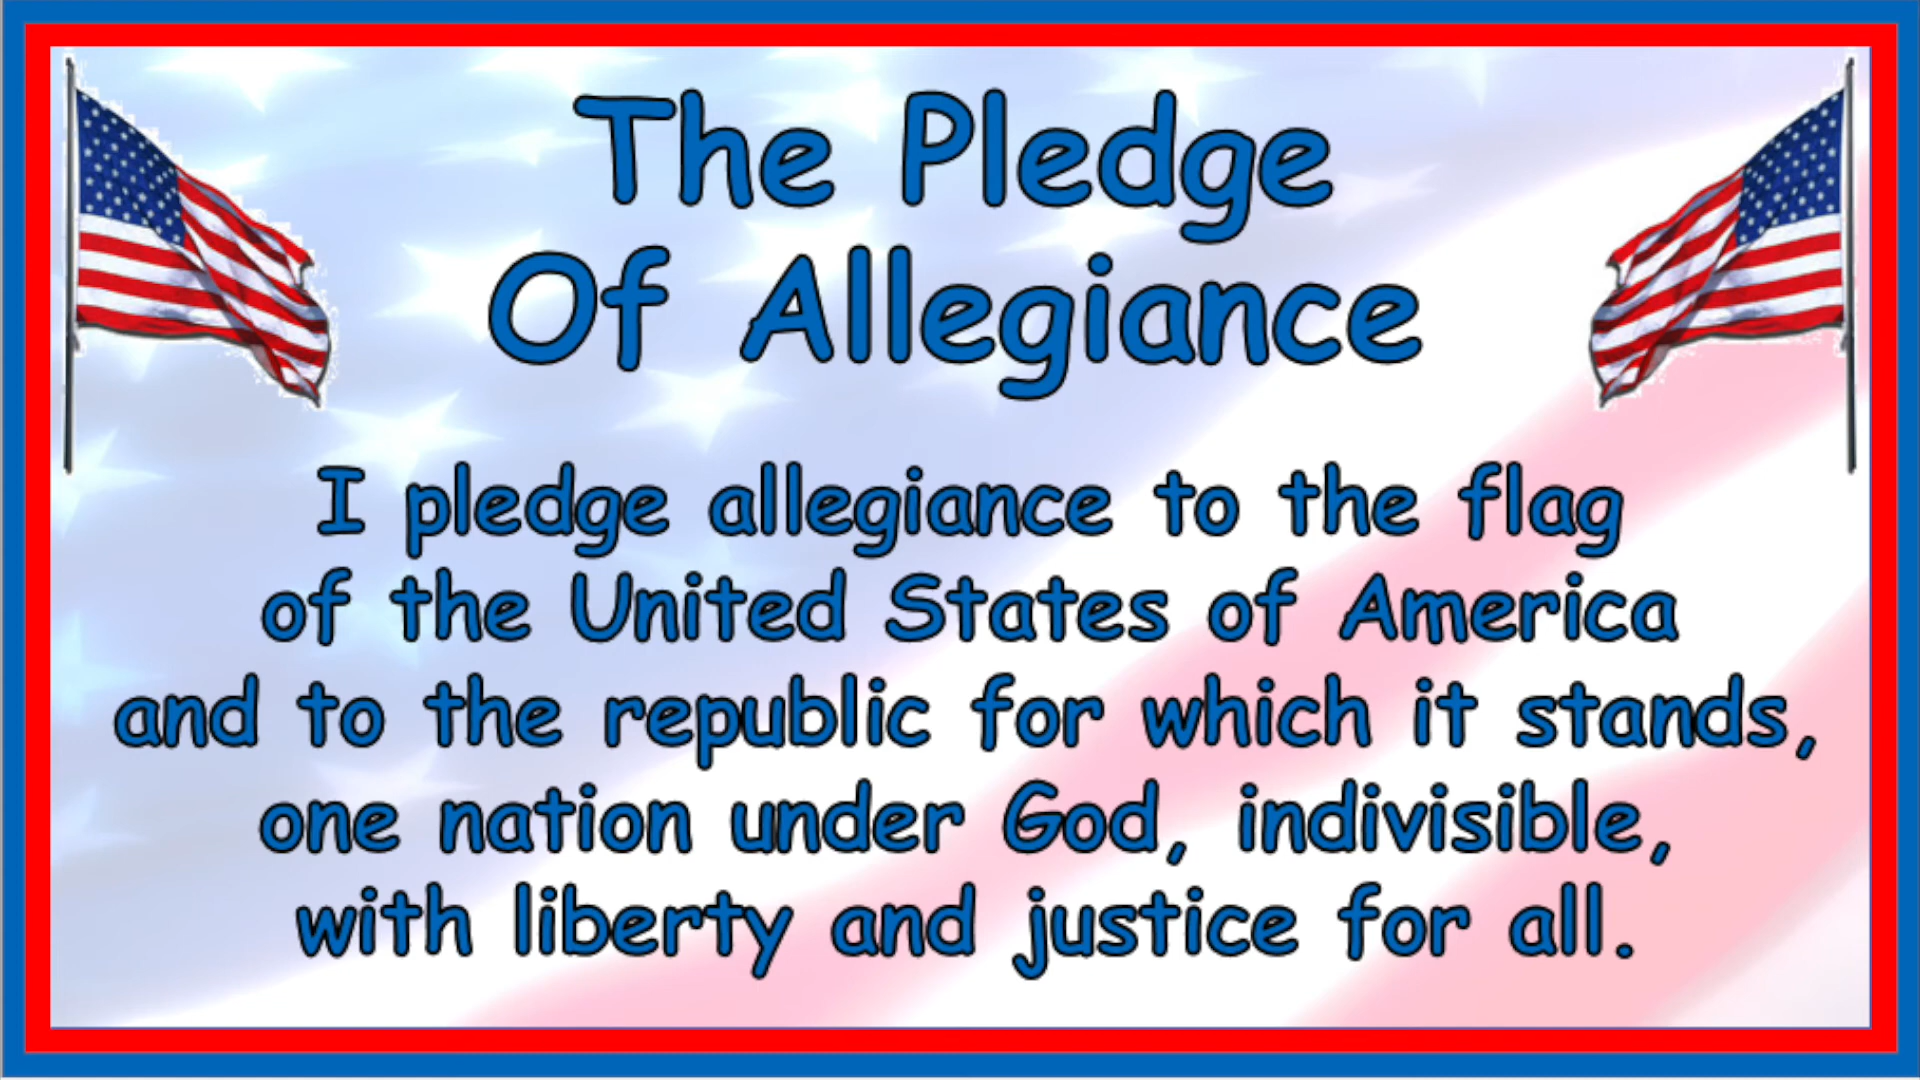 The Pledge
Of Allegiance
I pledge allegiance to the flag
of the United States of America
and to the republic for which it stands,
one nation under God, indivisible,
with liberty and justice for all.